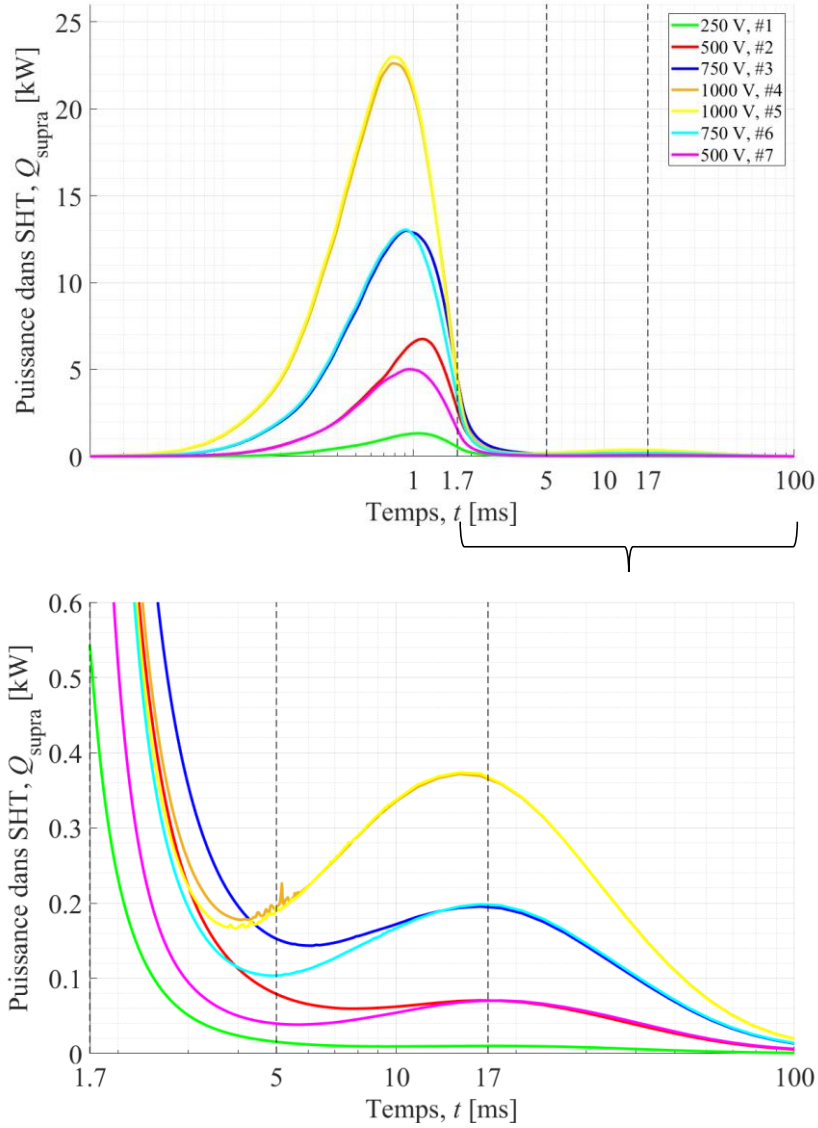 25
20
15
10
5
0
Puissance dans SHT, Q_supra [kW]
250 V, #1
500 V, #2
750 V, #3
1000 V, #4
1000 V, #5
750 V, #6
500 V, #7
1 1.7 5 10 17 100
Temps, t [ms]
0.6
0.5
0.4
0.3
0.2
0.1
0
Puissance dans SHT, Q_supra [kW]
1.7 5 10 17 100
Temps, t [ms]